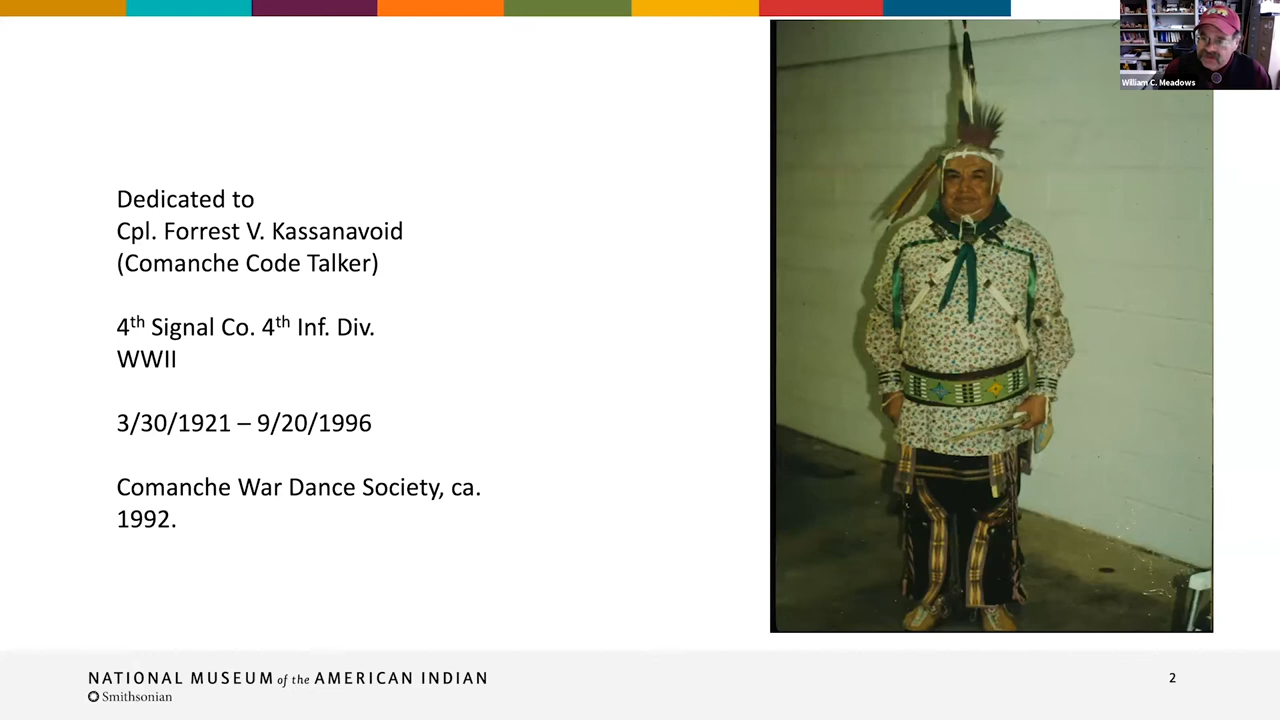 William C. Meadows
Dedicated to
Cpl. Forrest V. Kassanavoid
(Comanche Code Talker)
4th Signal Co. 4th Inf. Div.
WWII
3/30/1921 – 9/20/1996
Comanche War Dance Society, ca.
1992.
NATIONAL MUSEUM of the AMERICAN INDIAN
Smithsonian
2